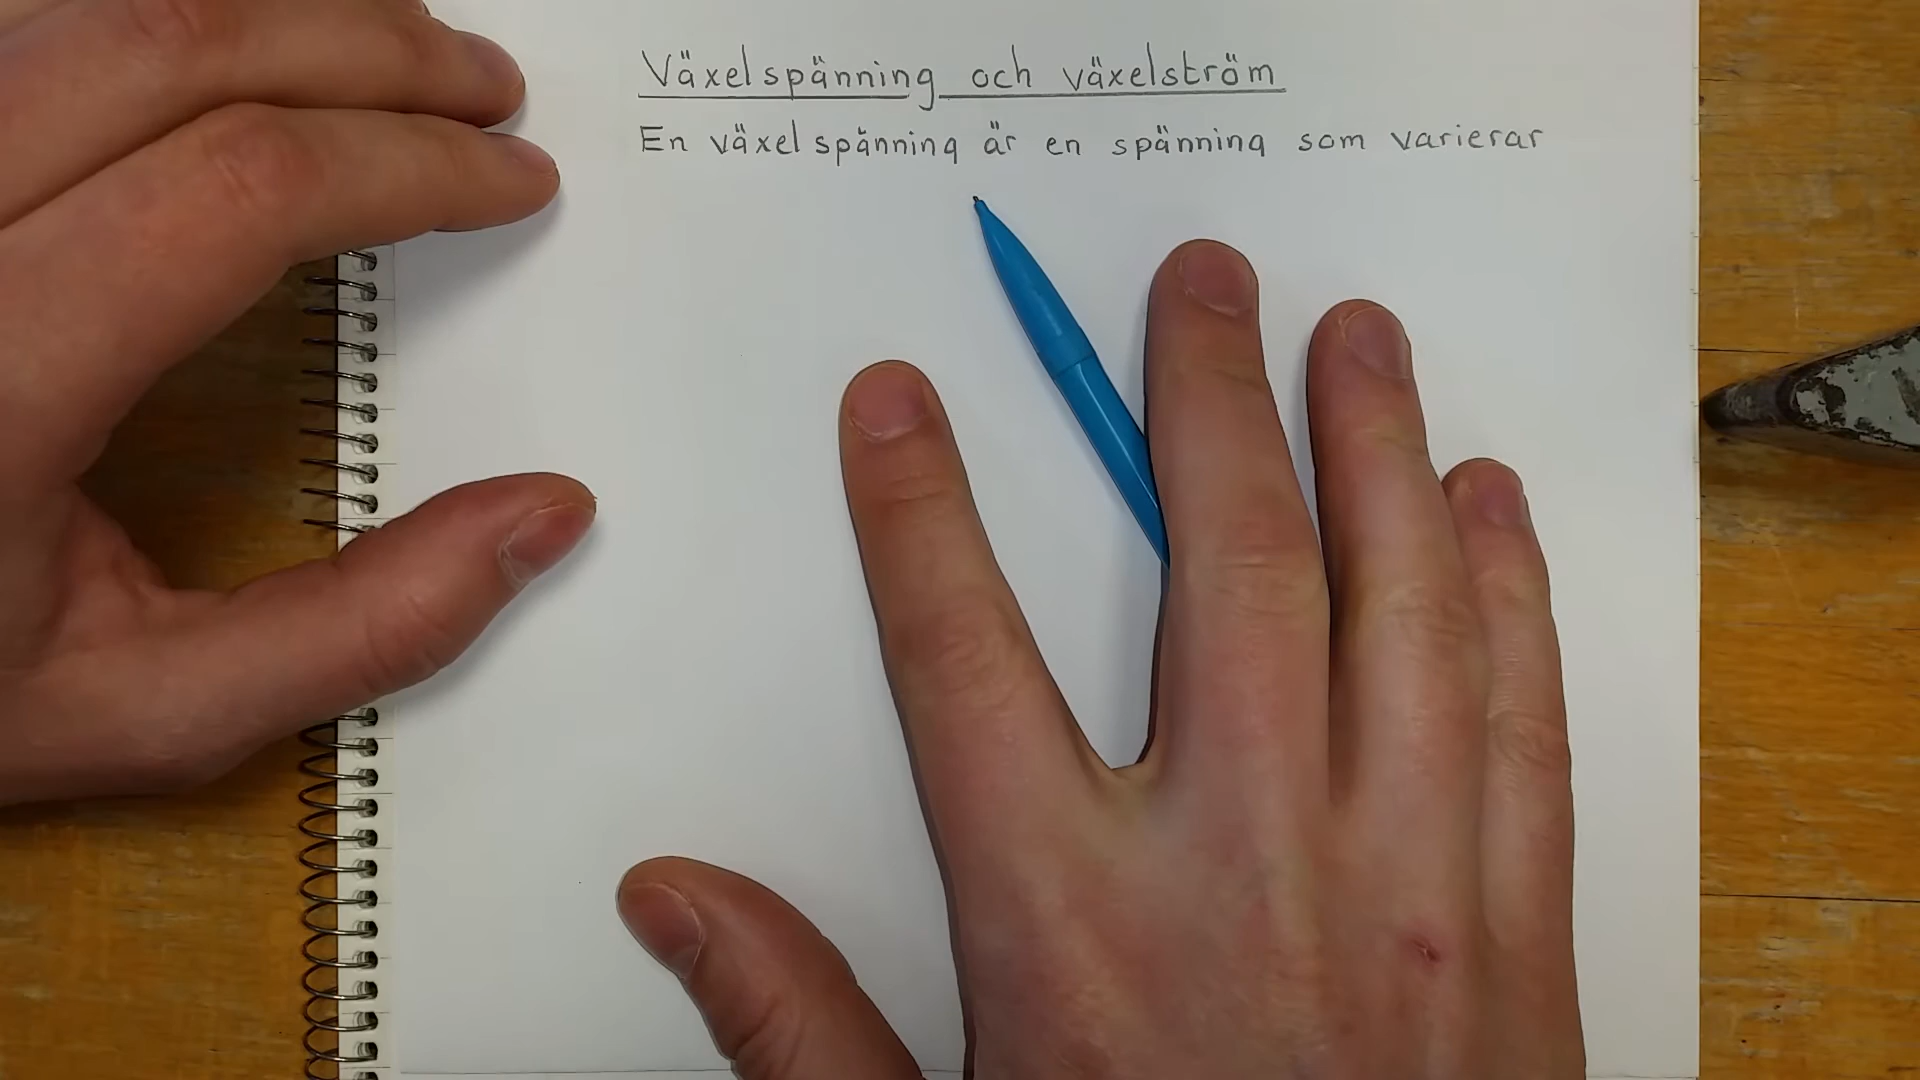 Växelspänning och växelström
En växelspänning är en spänning som varierar